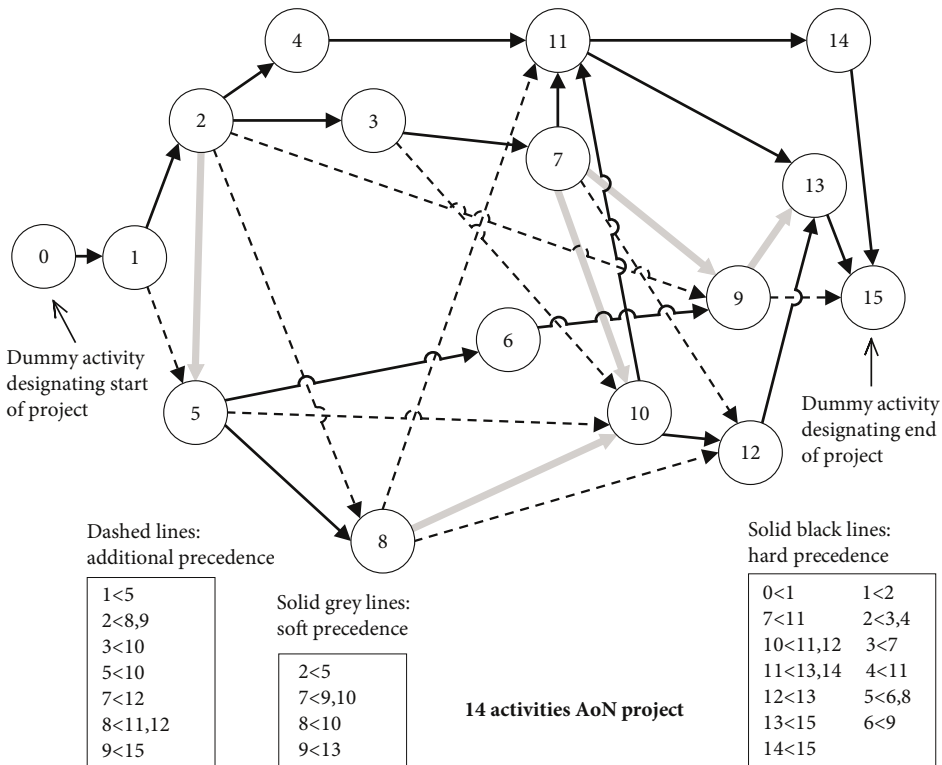 4
11
14
2
3
7
13
0
1
9
15
6
Dummy activity
designating start
of project
5
10
12
Dummy activity
designating end
of project
8
Dashed lines:
additional precedence
1<5
2<8,9
3<10
5<10
7<12
8<11,12
9<15
Solid grey lines:
soft precedence
2<5
7<9,10
8<10
9<13
14 activities AoN project
Solid black lines:
hard precedence
0<1 1<2
7<11 2<3,4
10<11,12 3<7
11<13,14 4<11
12<13 5<6,8
13<15 6<9
14<15